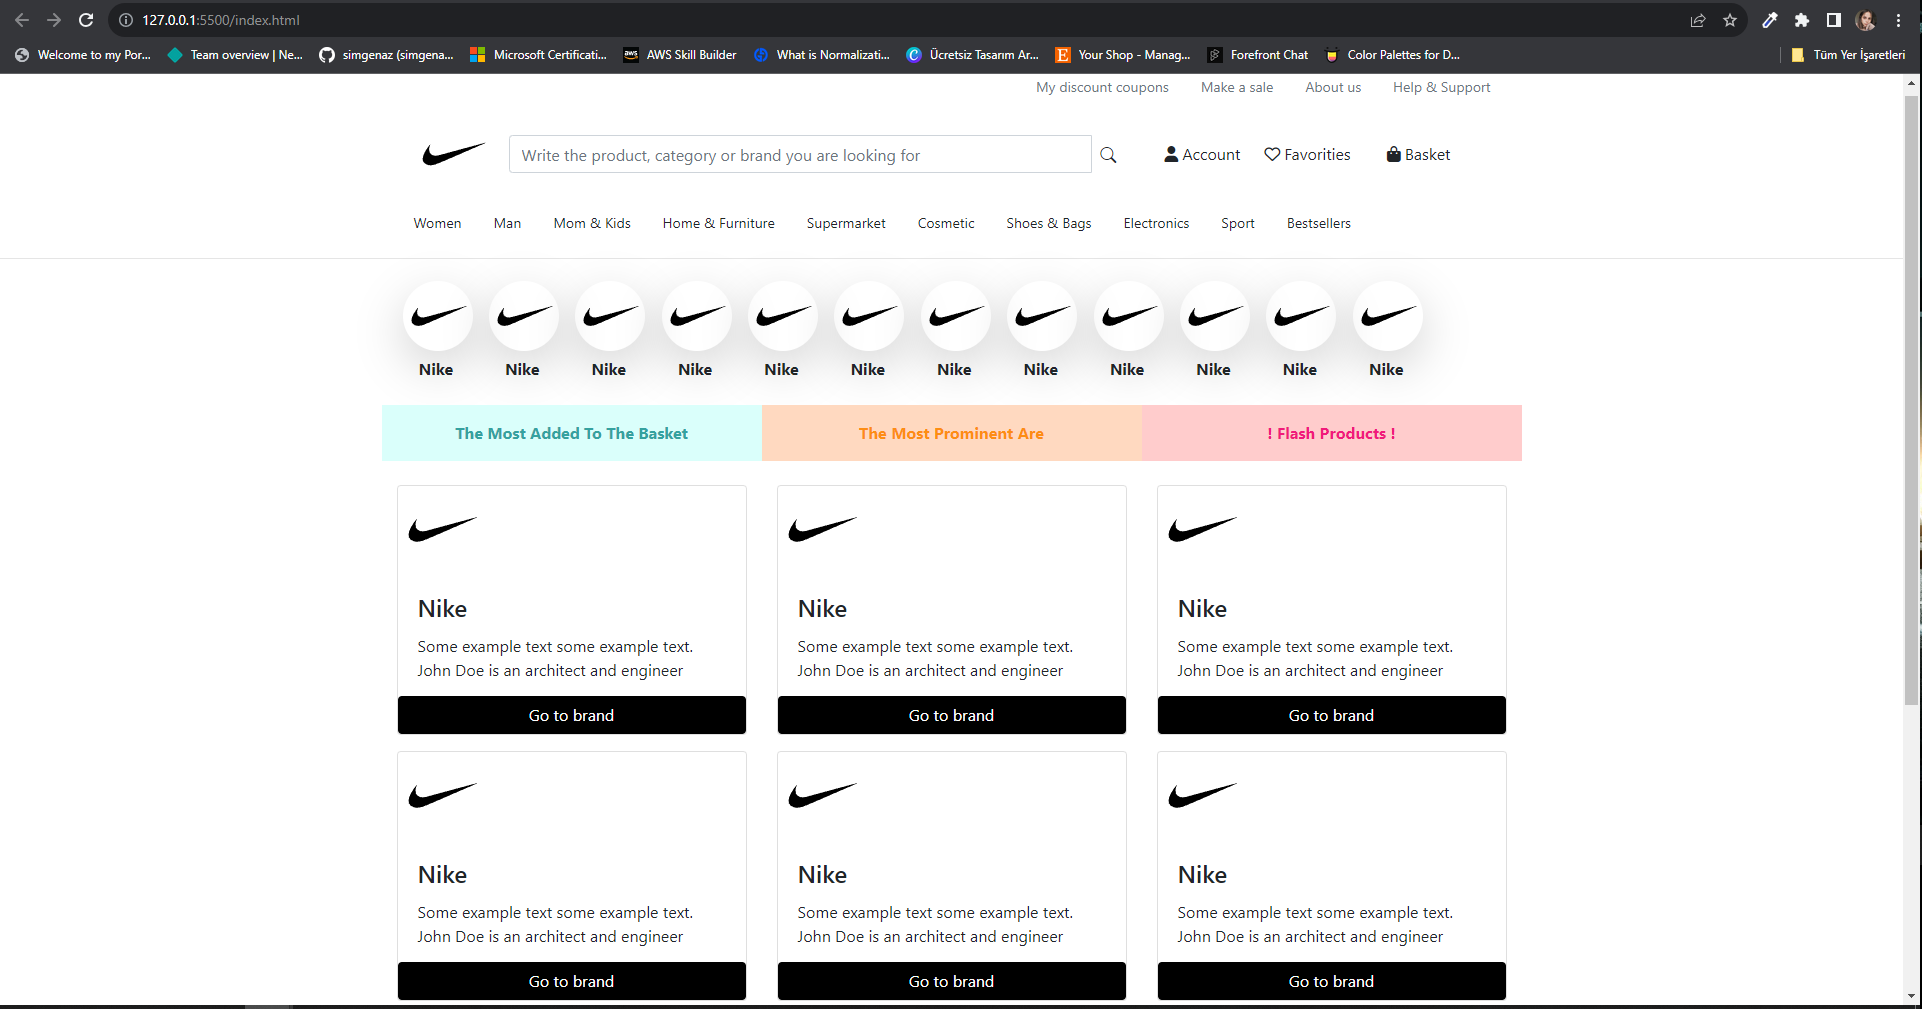 127.0.0.1:5500/index.html
Welcome to my Por...
Team overview | Ne...
simgenaz (simgena...
Microsoft Certificati...
aws
AWS Skill Builder
What is Normalizati...
Ücretsiz Tasarım Ar...
E
Your Shop - Manag...
Forefront Chat
Color Palettes for D...
Tüm Yer İşaretleri
My discount coupons
Make a sale
About us
Help & Support
Write the product, category or brand you are looking for
Account
Favorities
Basket
Women
Man
Mom & Kids
Home & Furniture
Supermarket
Cosmetic
Shoes & Bags
Electronics
Sport
Bestsellers
Nike
Nike
Nike
Nike
Nike
Nike
Nike
Nike
Nike
Nike
Nike
Nike
The Most Added To The Basket
The Most Prominent Are
! Flash Products !
Nike
Some example text some example text.
John Doe is an architect and engineer
Go to brand
Nike
Some example text some example text.
John Doe is an architect and engineer
Go to brand
Nike
Some example text some example text.
John Doe is an architect and engineer
Go to brand
Nike
Some example text some example text.
John Doe is an architect and engineer
Go to brand
Nike
Some example text some example text.
John Doe is an architect and engineer
Go to brand
Nike
Some example text some example text.
John Doe is an architect and engineer
Go to brand